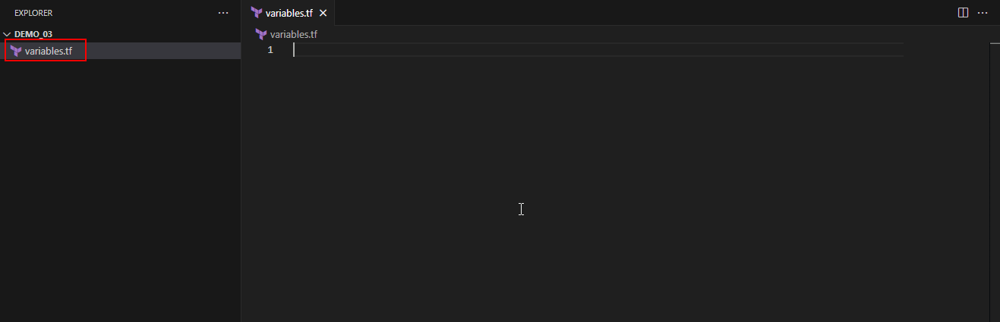 EXPLORER
DEMO_03
variables.tf
variables.tf
variables.tf
1